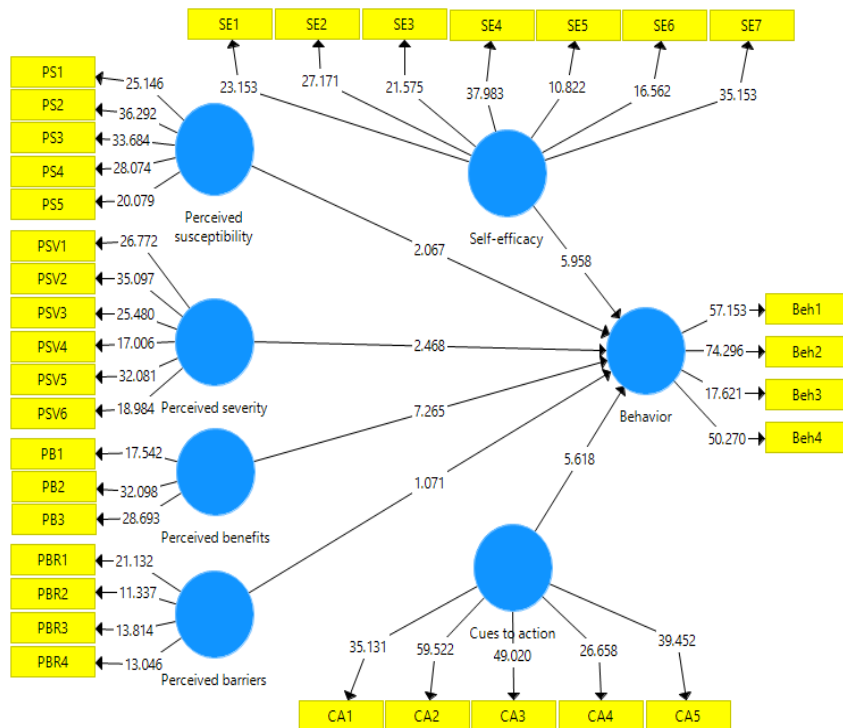 SE1
SE2
SE3
SE4
SE5
SE6
SE7
23.153
27.171
21.575
37.983
10.822
16.562
35.153
PS1
PS2
PS3
PS4
PS5
25.146
36.292
33.684
28.074
20.079
Perceived
susceptibility
Self-efficacy
2.067
5.958
PSV1
PSV2
PSV3
PSV4
PSV5
PSV6
26.772
35.097
25.480
17.006
32.081
18.984
Perceived severity
2.468
Behavior
57.153
74.296
17.621
50.270
Beh1
Beh2
Beh3
Beh4
PB1
PB2
PB3
17.542
32.098
28.693
Perceived benefits
7.265
PBR1
PBR2
PBR3
PBR4
21.132
11.337
13.814
13.046
Perceived barriers
1.071
5.618
Cues to action
35.131
59.522
49.020
26.658
39.452
CA1
CA2
CA3
CA4
CA5